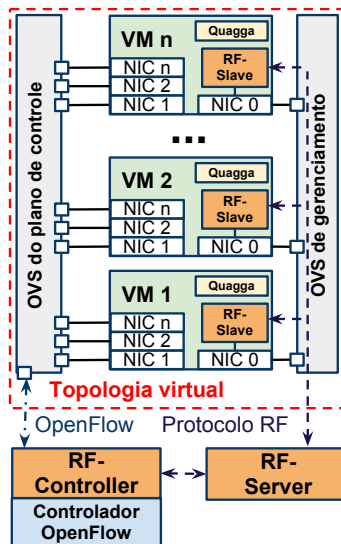 OVS do plano de controle
VM n
Quagga
RF-
Slave
NIC n
NIC 2
NIC 1
NIC 0
...
VM 2
Quagga
RF-
Slave
NIC n
NIC 2
NIC 1
NIC 0
VM 1
Quagga
RF-
Slave
NIC n
NIC 2
NIC 1
NIC 0
OVS de gerenciamento
Topologia virtual
OpenFlow
Protocolo RF
RF-
Controller
Controlador
OpenFlow
RF-
Server